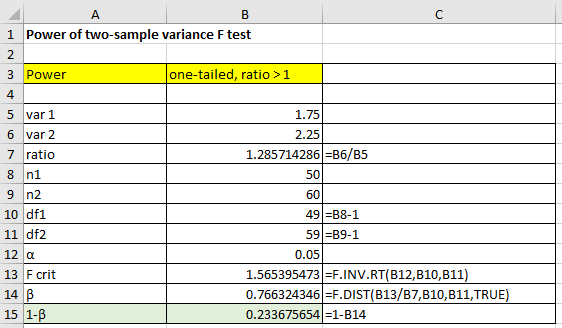 A B C
1 Power of two-sample variance F test
2
3 Power one-tailed, ratio > 1
4
5 var 1 1.75
6 var 2 2.25
7 ratio 1.285714286 =B6/B5
8 n1 50
9 n2 60
10 df1 49 =B8-1
11 df2 59 =B9-1
12 α 0.05
13 F crit 1.565395473 =F.INV.RT(B12,B10,B11)
14 β 0.766324346 =F.DIST(B13/B7,B10,B11,TRUE)
15 1-β 0.233675654 =1-B14